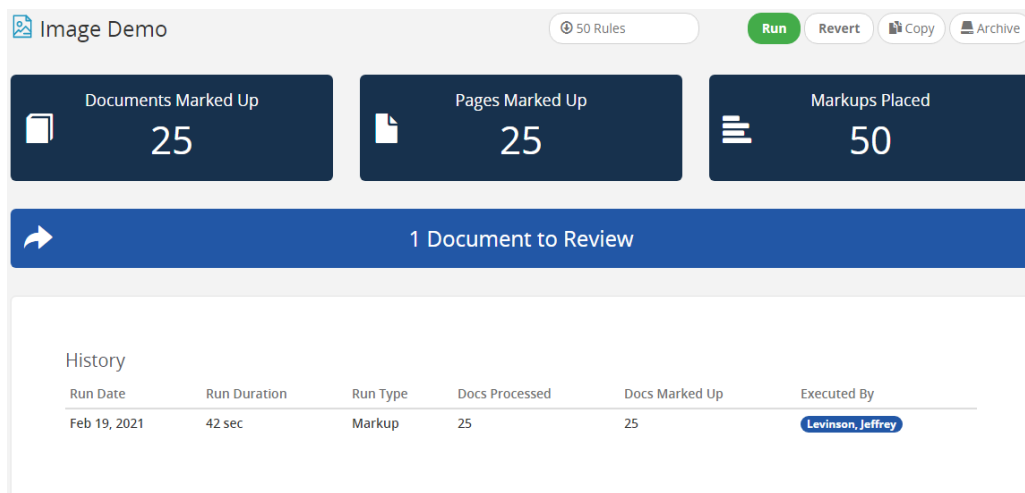 Image Demo 50 Rules Run Revert Copy Archive
Documents Marked Up Pages Marked Up Markups Placed
25 25 50
1 Document to Review
History
Run Date Run Duration Run Type Docs Processed Docs Marked Up Executed By
Feb 19, 2021 42 sec Markup 25 25 Levinson, Jeffrey